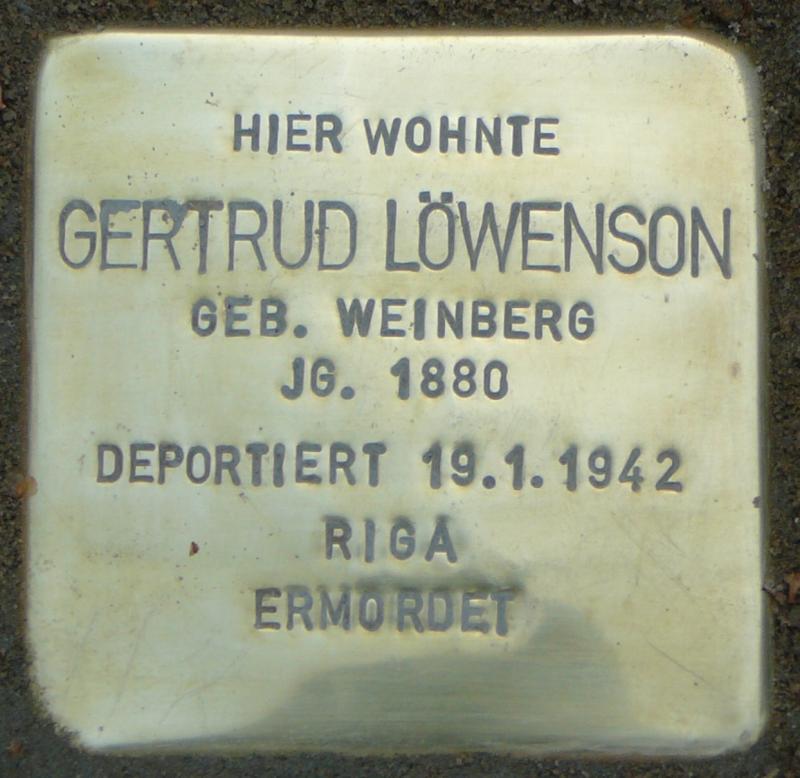 HIER WOHNTE
GERTRUD LÖWENSON
GEB. WEINBERG
JG. 1880
DEPORTIERT 19.1.1942
RIGA
ERMORDET